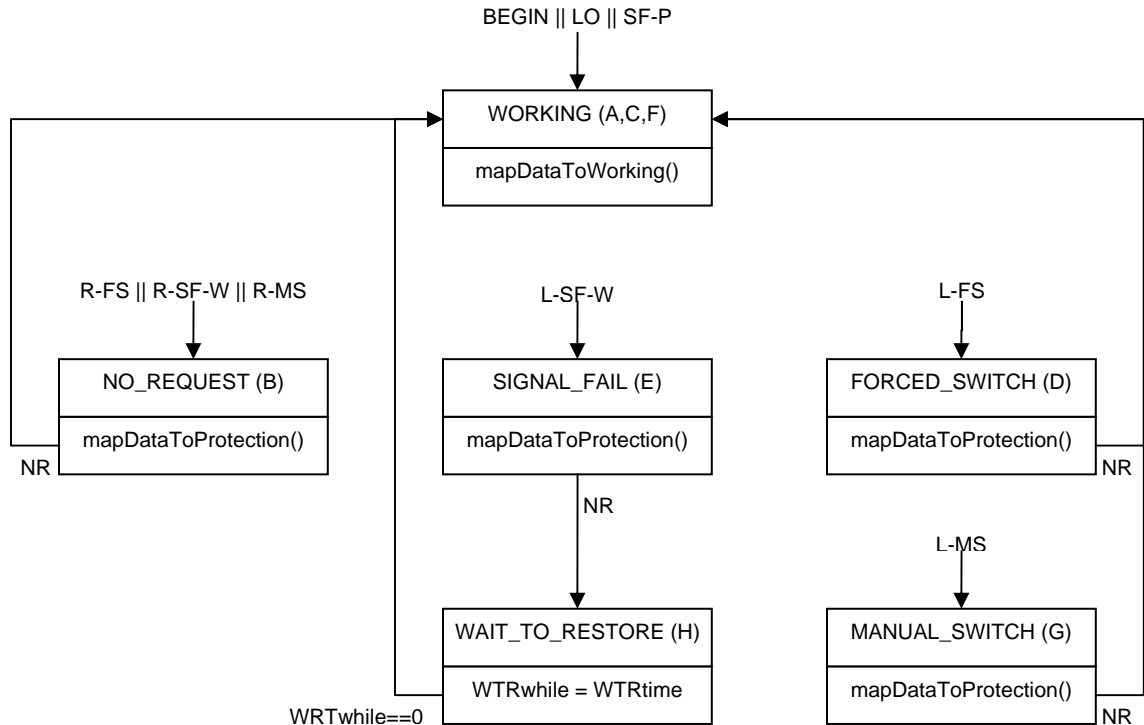 BEGIN || LO || SF-P
WORKING (A,C,F)
mapDataToWorking()
R-FS || R-SF-W || R-MS
L-SF-W
L-FS
NO_REQUEST (B)
SIGNAL_FAIL (E)
FORCED_SWITCH (D)
mapDataToProtection()
mapDataToProtection()
mapDataToProtection()
NR
NR
NR
L-MS
WAIT_TO_RESTORE (H)
MANUAL_SWITCH (G)
WTRwhile = WTRtime
mapDataToProtection()
WRTwhile==0
NR